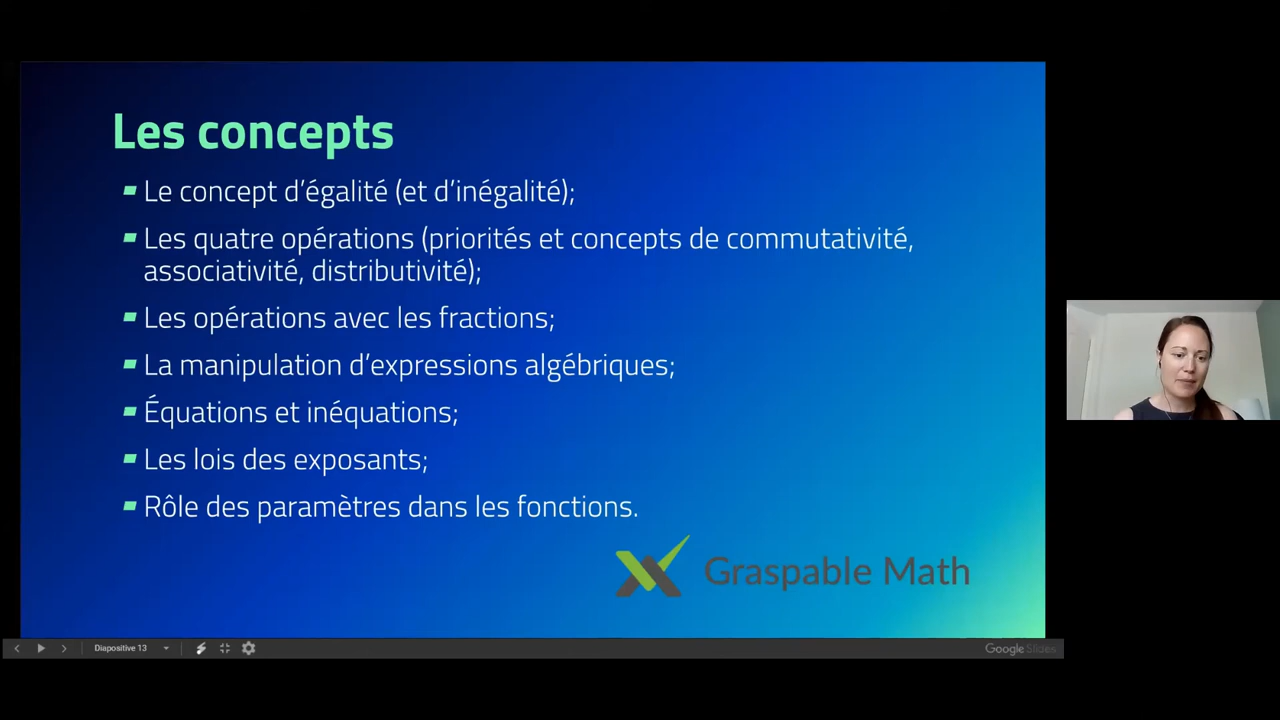 Les concepts
Le concept d’égalité (et d’inégalité);
Les quatre opérations (priorités et concepts de commutativité,
associativité, distributivité);
Les opérations avec les fractions;
La manipulation d’expressions algébriques;
Équations et inéquations;
Les lois des exposants;
Rôle des paramètres dans les fonctions.
Graspable Math
Diapositive 13
Google Slides